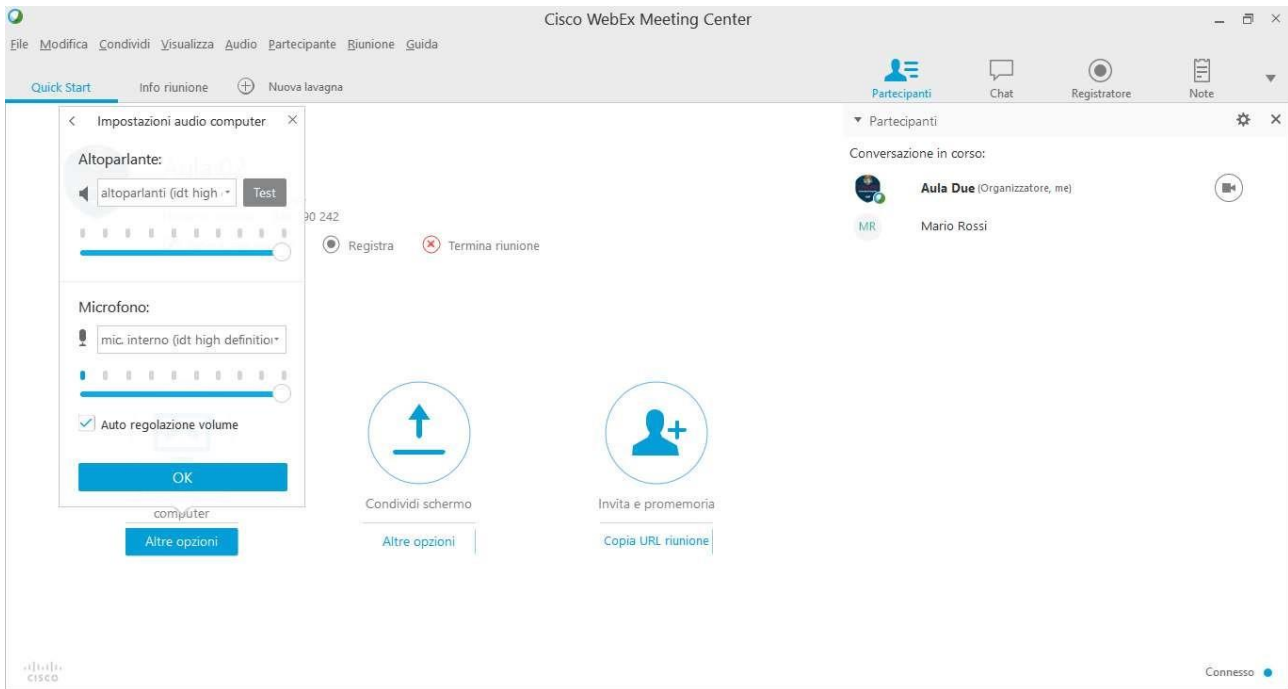 Cisco WebEx Meeting Center
File Modifica Condividi Visualizza Audio Partecipante Riunione Guida
Quick Start Info riunione Nuova lavagna
Partecipanti Chat Registratore Note
Impostazioni audio computer
Altoparlante:
altoparlanti (idt high
Test
90 242
Registra Termina riunione
Microfono:
mic. interno (idt high definition
Auto regolazione volume
OK
computer
Altre opzioni
Condividi schermo
Altre opzioni
Invita e promemoria
Copia URL riunione
Partecipanti
Conversazione in corso:
Aula Due (Organizzatore, me)
MR Mario Rossi
CISCO
Connesso